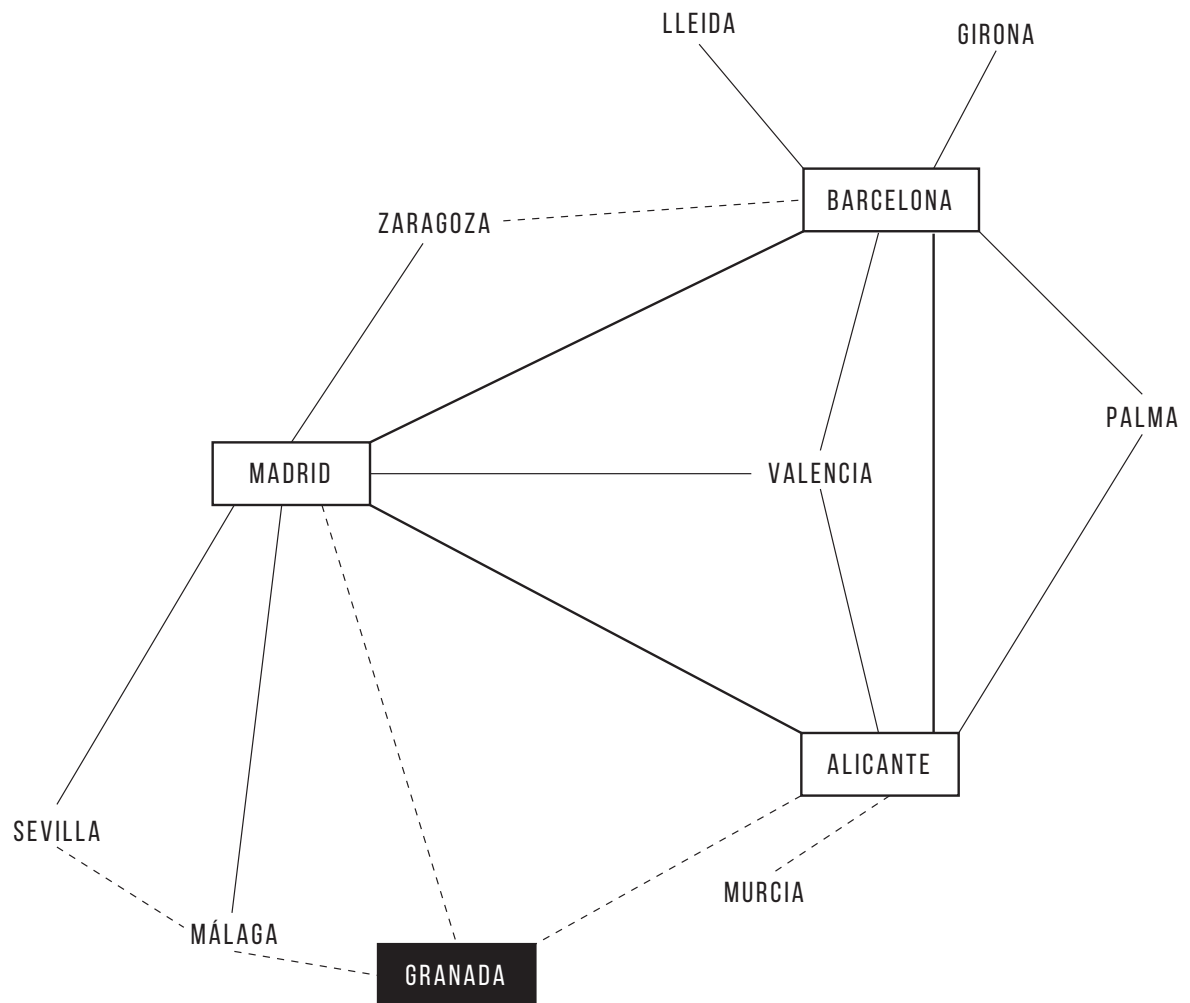 LLEIDA
GIRONA
BARCELONA
ZARAGOZA
PALMA
MADRID
VALENCIA
ALICANTE
SEVILLA
MURCIA
MÁLAGA
GRANADA